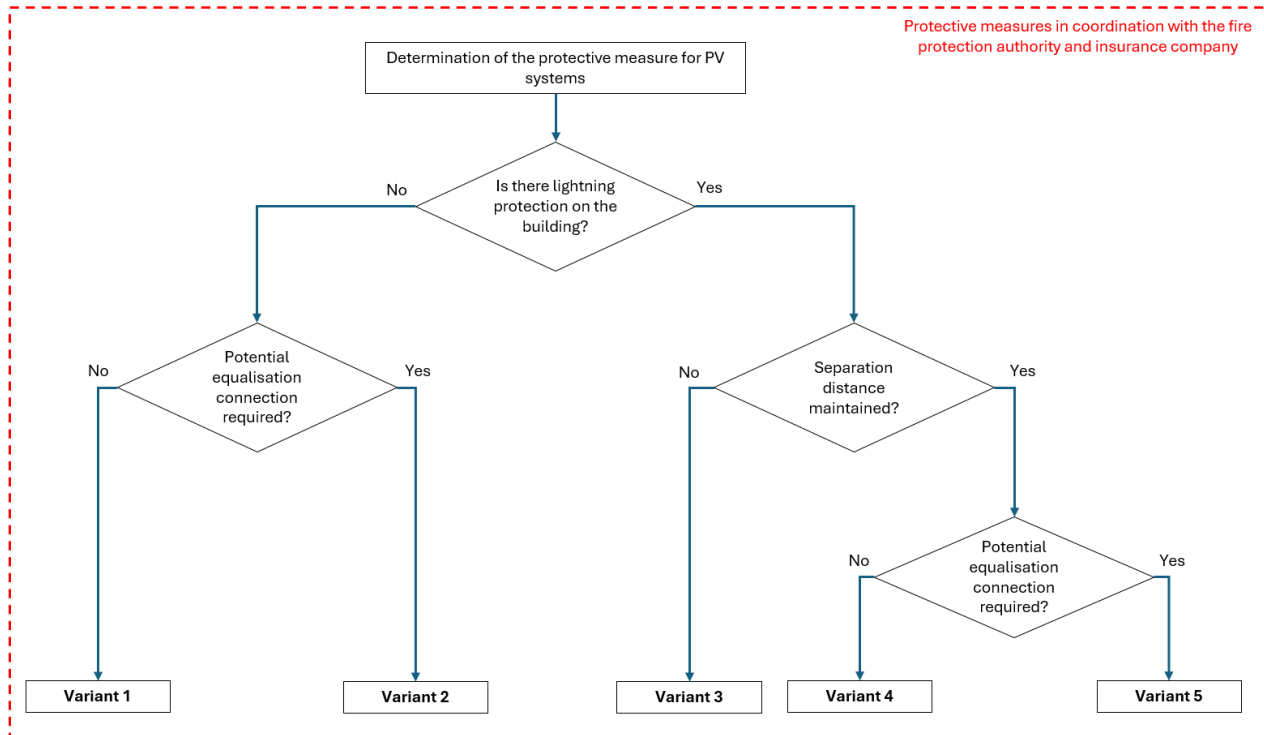 Protective measures in coordination with the fire
protection authority and insurance company
Determination of the protective measure for PV
systems
Is there lightning
protection on the
building?
No
Yes
Potential
equalisation
connection
required?
No
Yes
Separation
distance
maintained?
No
Yes
Potential
equalisation
connection
required?
No
Yes
Variant 1
Variant 2
Variant 3
Variant 4
Variant 5